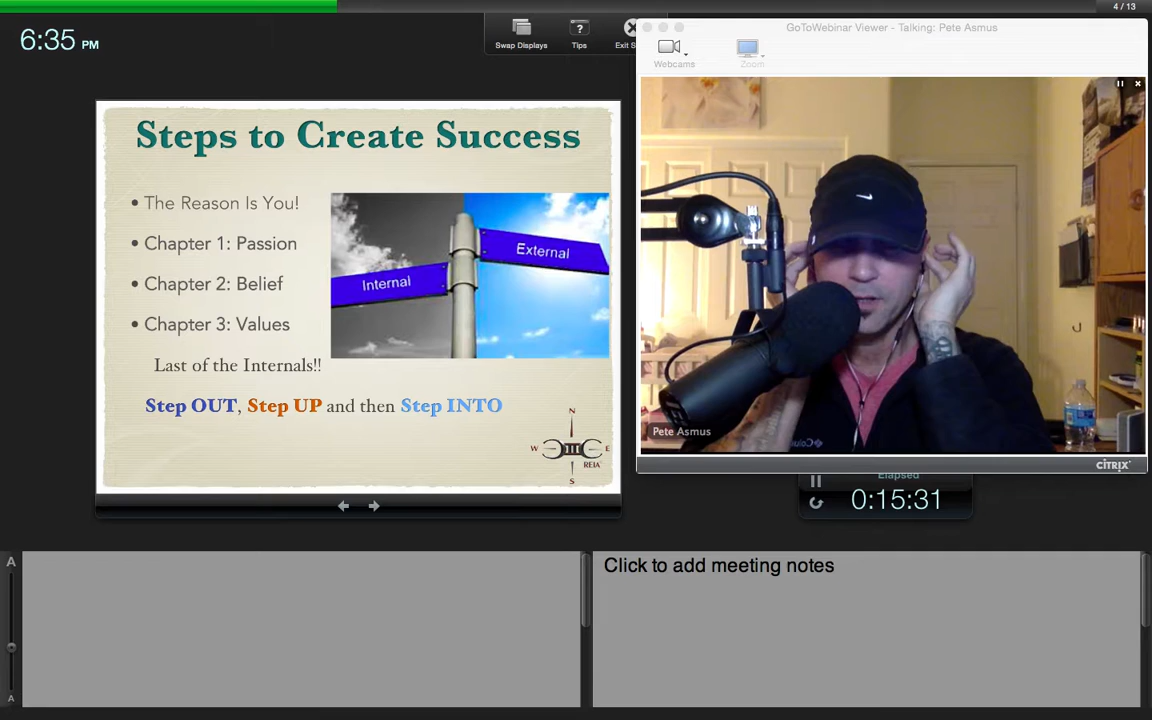 4 / 13
6:35 PM
Swap Displays
Tips
Exit S
GoToWebinar Viewer - Talking: Pete Asmus
Webcams
Zoom
Steps to Create Success
• The Reason Is You!
• Chapter 1: Passion
• Chapter 2: Belief
• Chapter 3: Values
Last of the Internals!!
Step OUT, Step UP and then Step INTO
Internal
External
N
W
E
REIA
S
Pete Asmus
CITRIX
Elapsed
0:15:31
A
A
Click to add meeting notes